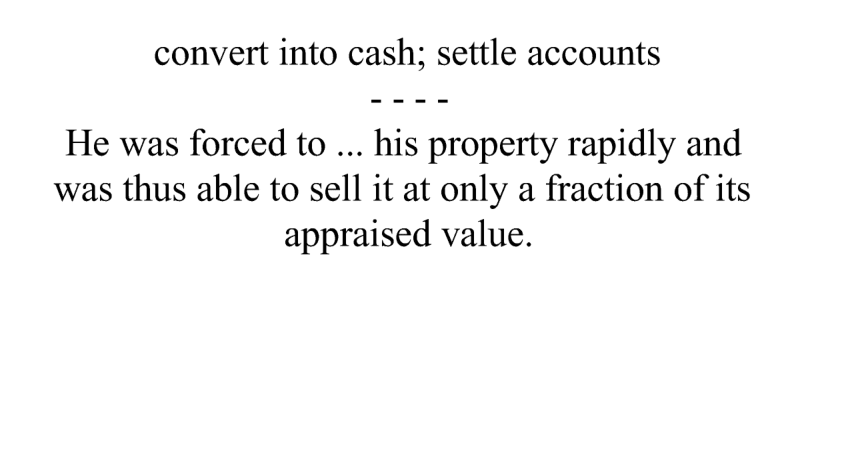 convert into cash; settle accounts
- - - -
He was forced to ... his property rapidly and
was thus able to sell it at only a fraction of its
appraised value.